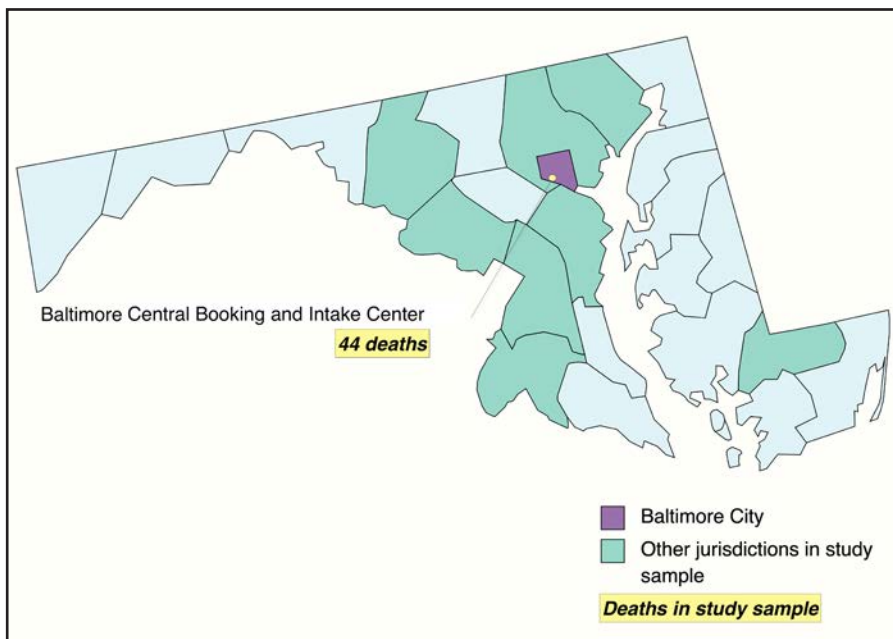 Baltimore Central Booking and Intake Center
44 deaths
Baltimore City
Other jurisdictions in study
sample
Deaths in study sample